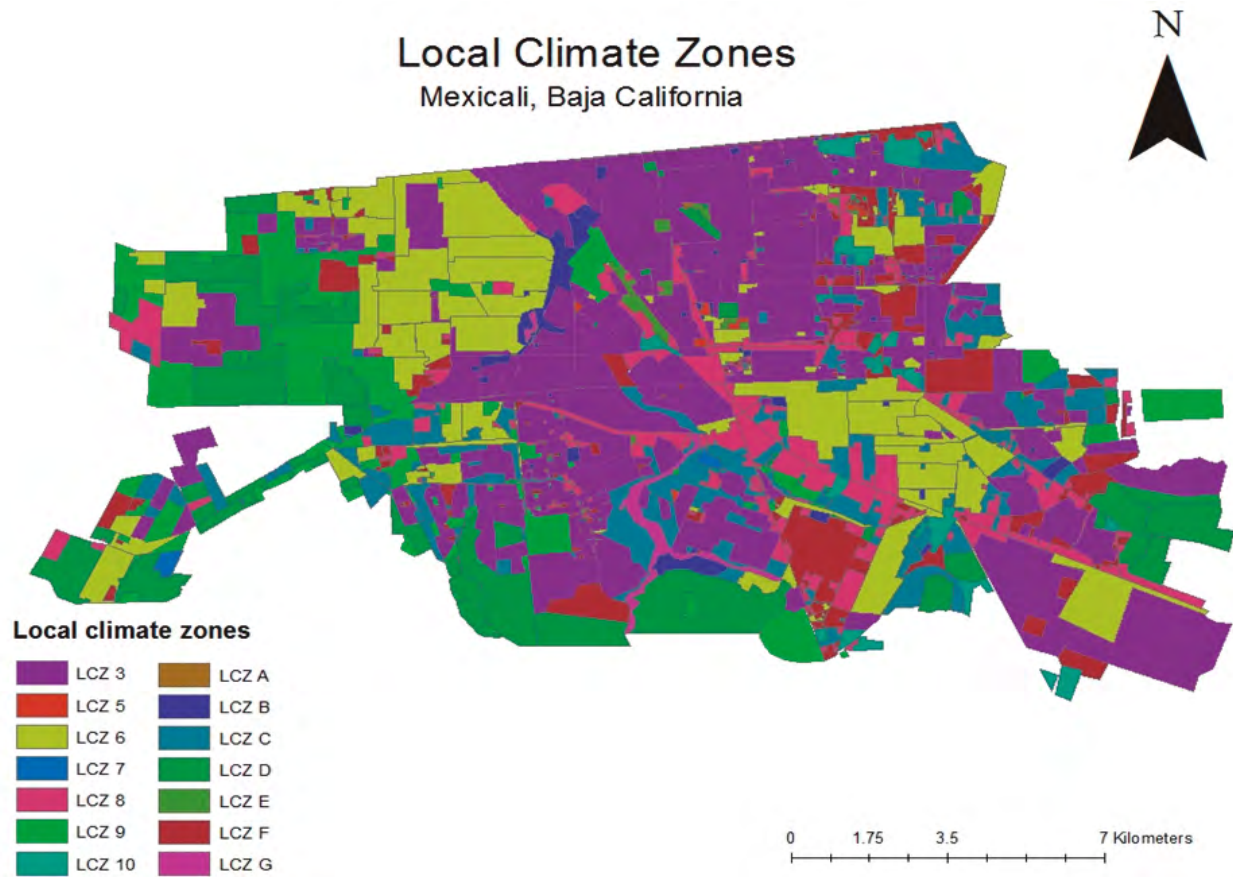 N
Local Climate Zones
Mexicali, Baja California
Local climate zones
LCZ 3
LCZ 5
LCZ 6
LCZ 7
LCZ 8
LCZ 9
LCZ 10
LCZ A
LCZ B
LCZ C
LCZ D
LCZ E
LCZ F
LCZ G
0 1.75 3.5 7 Kilometers